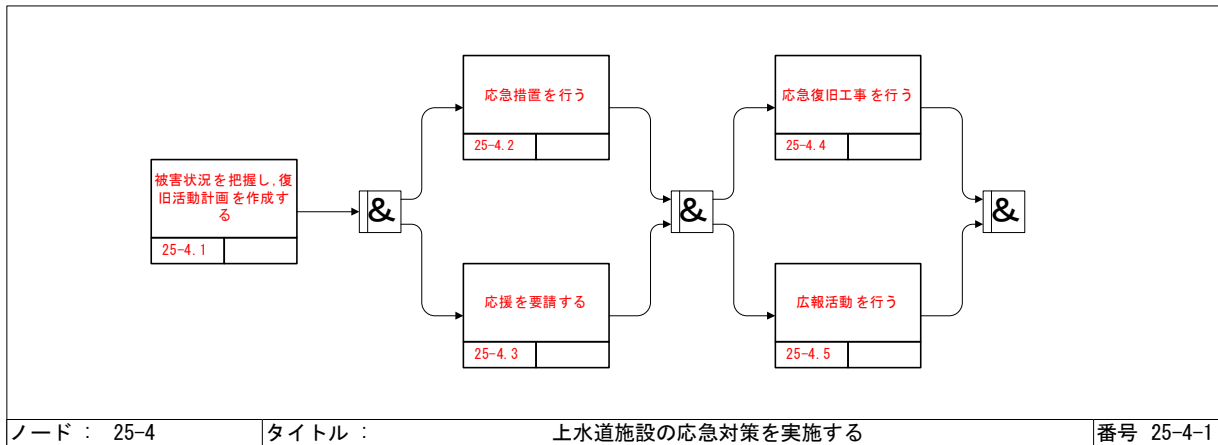 被害状況を把握し,復
旧活動計画を作成す
る
25-4.1
&
応急措置を行う
25-4.2
応援を要請する
25-4.3
&
応急復旧工事を行う
25-4.4
広報活動を行う
25-4.5
&
ノード： 25-4 タイトル： 上水道施設の応急対策を実施する 番号 25-4-1